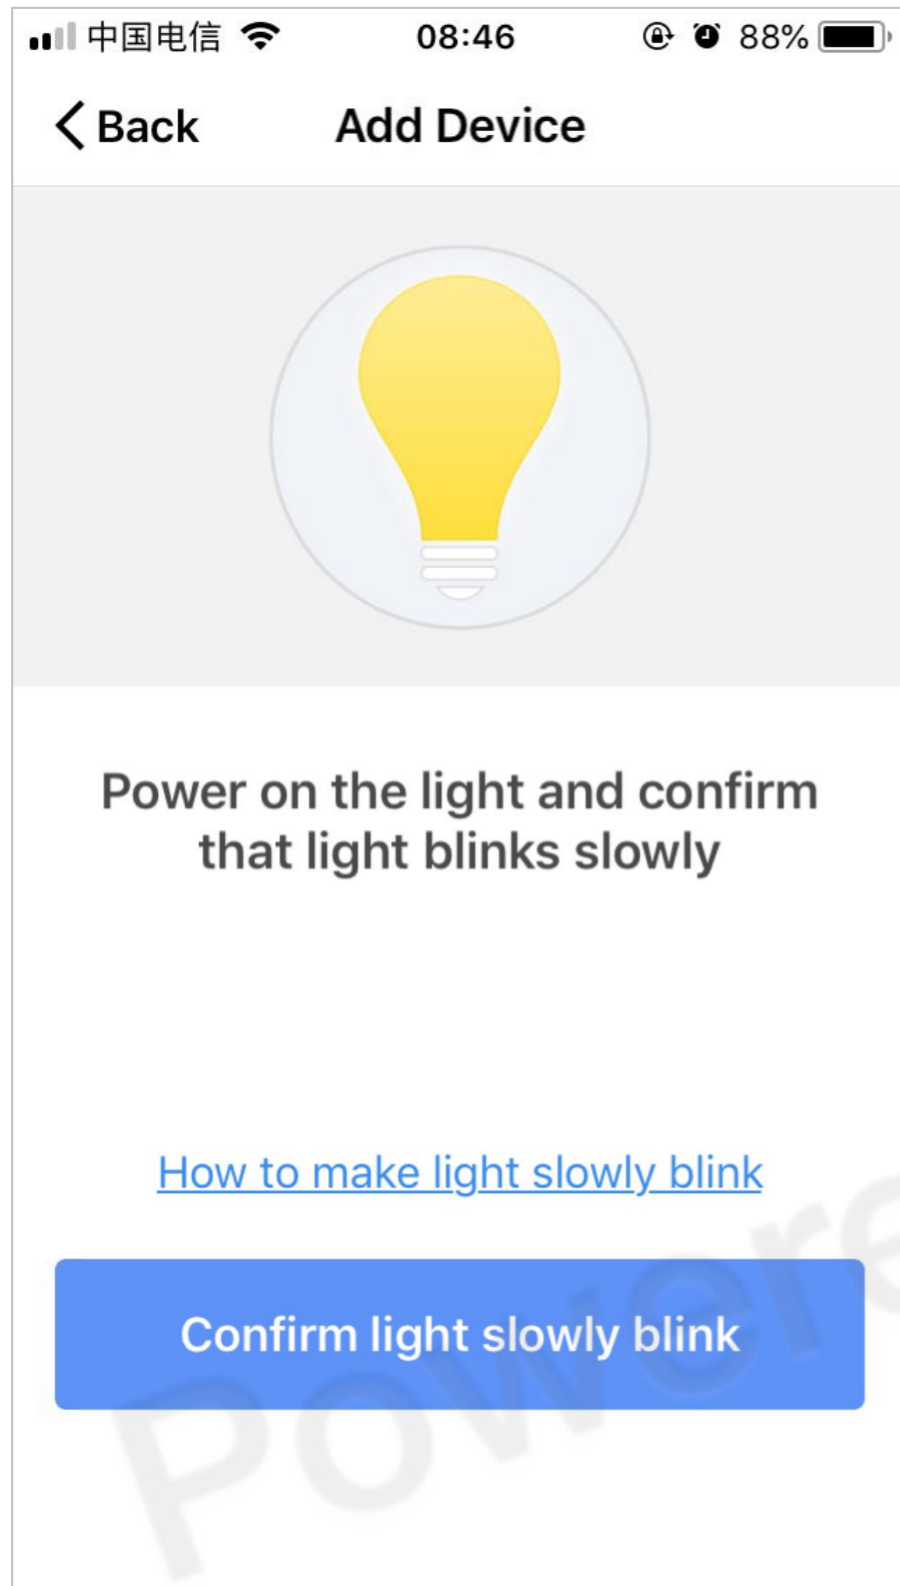 中国电信 08:46 88%
Back Add Device
Power on the light and confirm
that light blinks slowly
How to make light slowly blink
Confirm light slowly blink
Powere